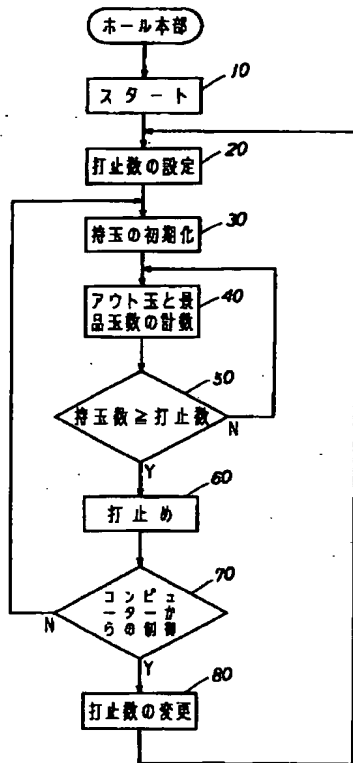 ホール本部
10
スタート
20
打止数の設定
30
持玉の初期化
40
アウト玉と景
品玉数の計数
50
持玉数≧打止数
N
Y
60
打止め
70
コンピュ
ーターか
らの制御
N
Y
80
打止数の変更